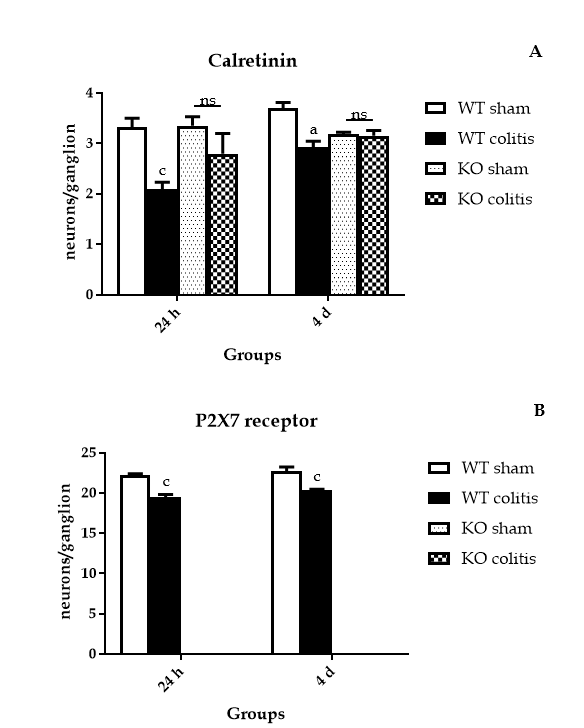 A
Calretinin
neurons/ganglion
4
3
2
1
0
c
ns
a
ns
24 h
4 d
Groups
WT sham
WT colitis
KO sham
KO colitis
B
P2X7 receptor
neurons/ganglion
25
20
15
10
5
0
c
c
24 h
4 d
Groups
WT sham
WT colitis
KO sham
KO colitis